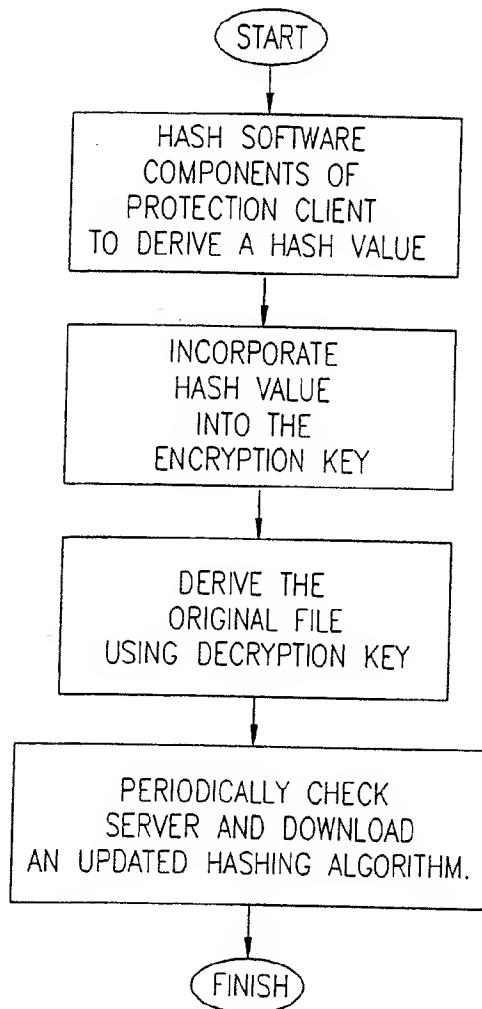 START
HASH SOFTWARE
COMPONENTS OF
PROTECTION CLIENT
TO DERIVE A HASH VALUE
INCORPORATE
HASH VALUE
INTO THE
ENCRYPTION KEY
DERIVE THE
ORIGINAL FILE
USING DECRYPTION KEY
PERIODICALLY CHECK
SERVER AND DOWNLOAD
AN UPDATED HASHING ALGORITHM.
FINISH